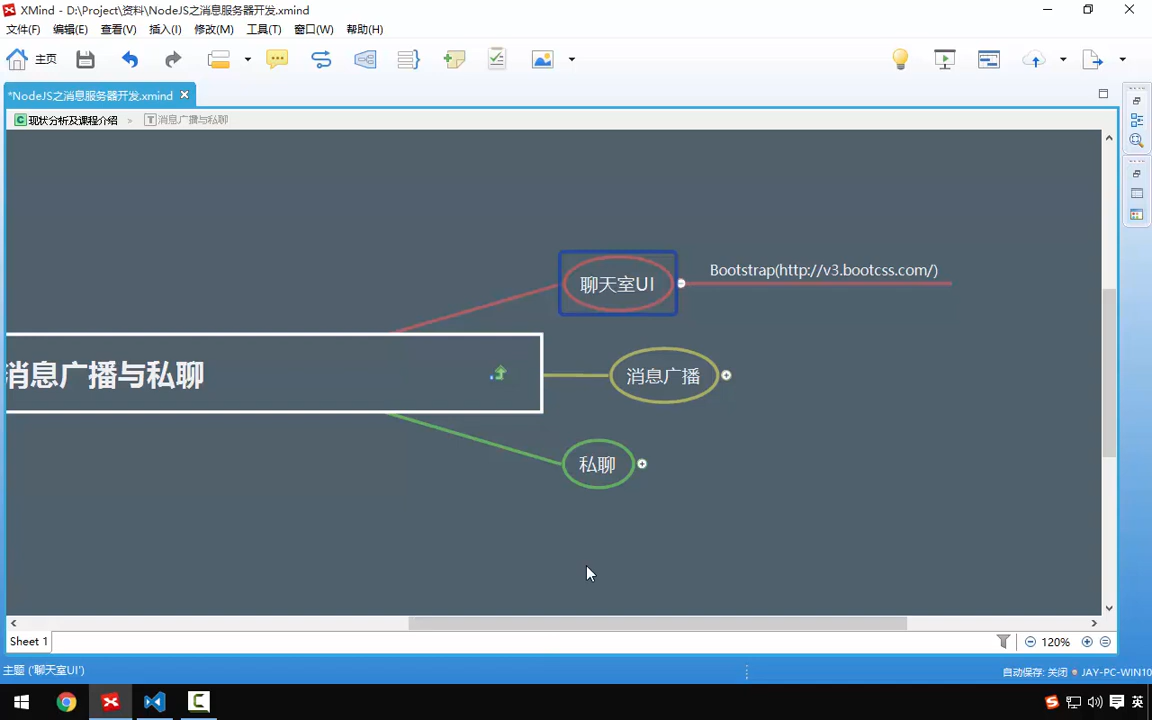 XMind - D:\Project\资料\NodeJS之消息服务器开发.xmind
文件(F) 编辑(E) 查看(V) 插入(I) 修改(M) 工具(T) 窗口(W) 帮助(H)
主页
*NodeJS之消息服务器开发.xmind
C 现状分析及课程介绍 > T 消息广播与私聊
聊天室UI
Bootstrap(http://v3.bootcss.com/)
消息广播与私聊
消息广播
私聊
Sheet 1
120%
主题 ('聊天室UI')
自动保存: 关闭 JAY-PC-WIN10
英